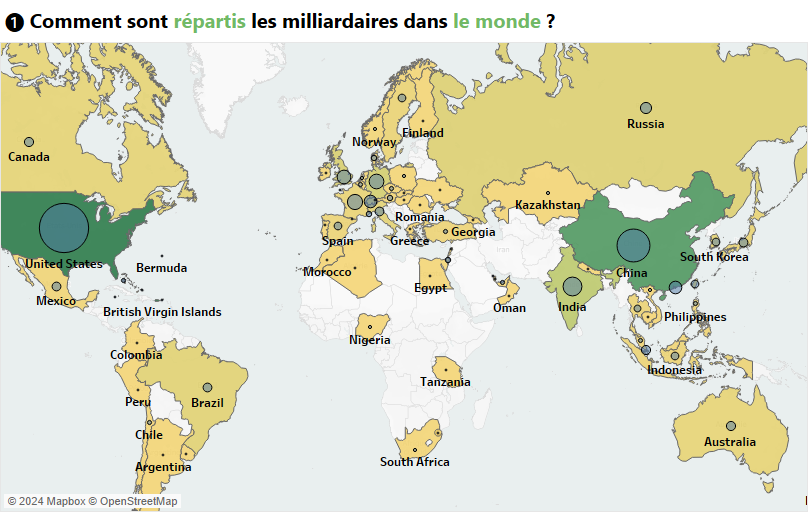 1 Comment sont répartis les milliardaires dans le monde ?
Russia
Finland
Norway
Canada
Kazakhstan
Romania
Georgia
Spain
Greece
South Korea
United States
Bermuda
Morocco
Iran
China
Mexico
Egypt
Oman
India
British Virgin Islands
Philippines
Nigeria
Colombia
Indonesia
Tanzania
Peru
Brazil
Chile
Australia
South Africa
Argentina
© 2024 Mapbox © OpenStreetMap